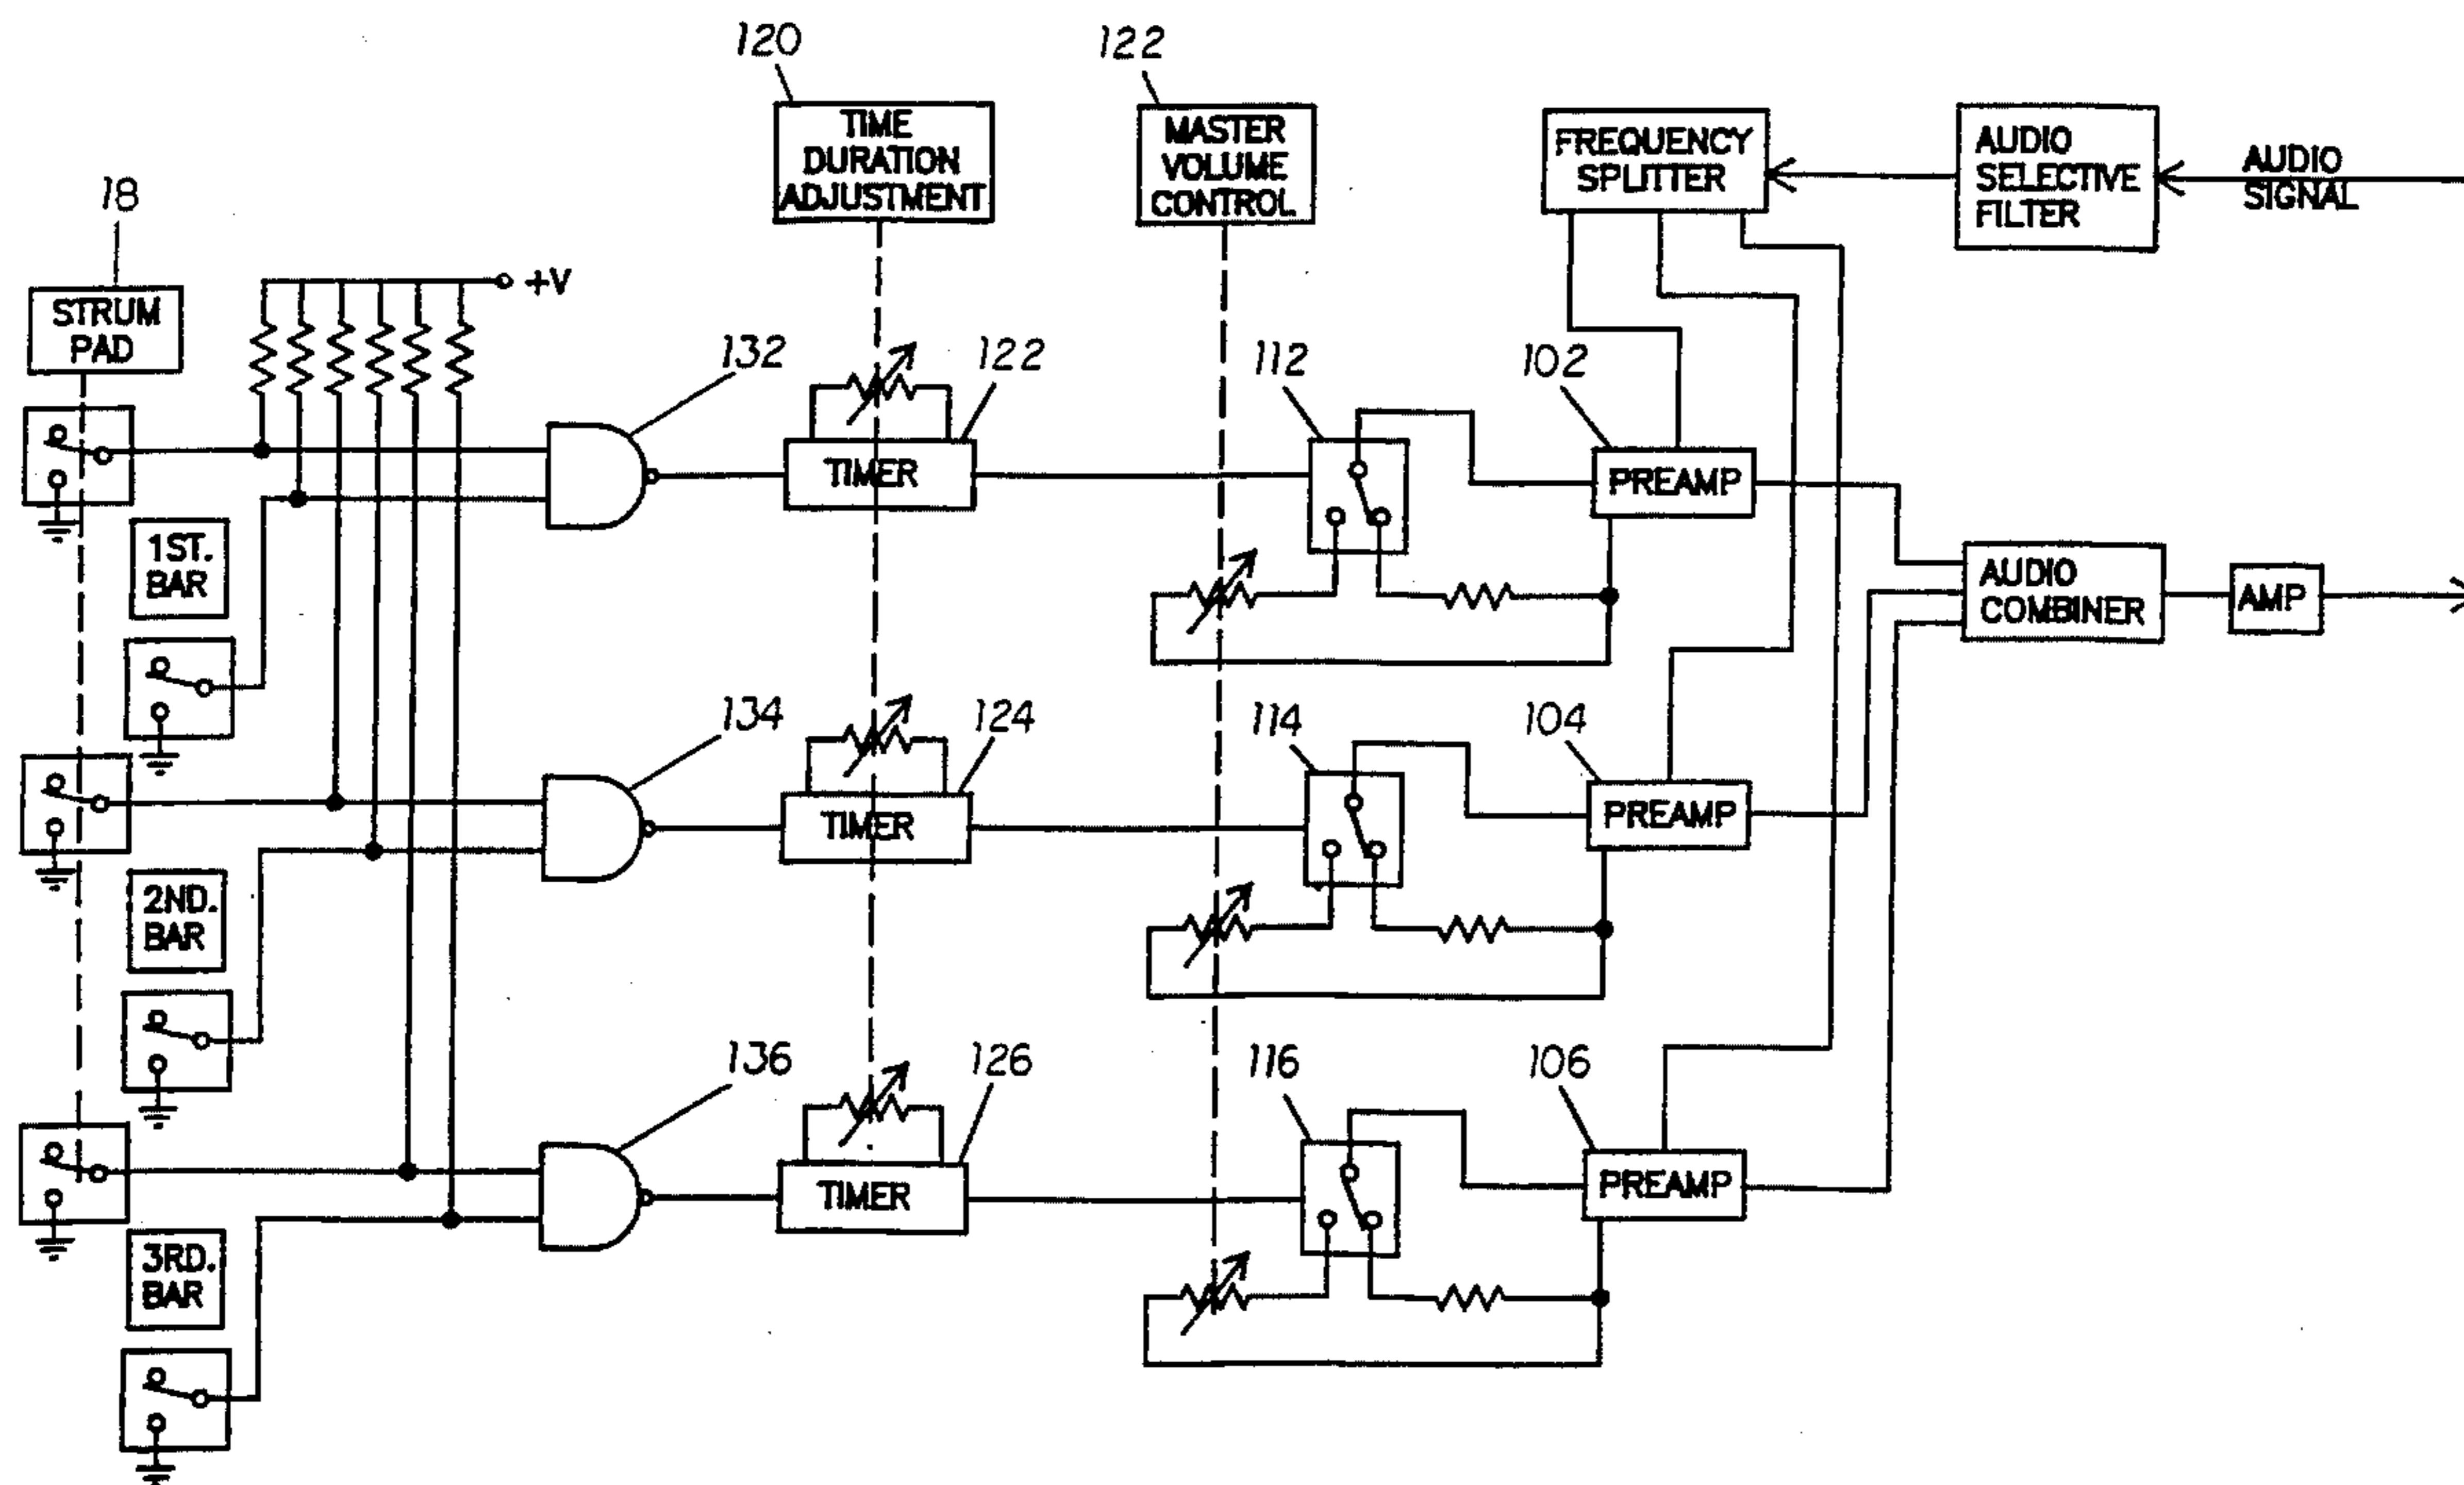 120
122
TIME
DURATION
ADJUSTMENT
MASTER
VOLUME
CONTROL
FREQUENCY
SPLITTER
AUDIO
SELECTIVE
FILTER
AUDIO
SIGNAL
18
STRUM
PAD
+V
132
122
112
102
TIMER
PREAMP
1ST.
BAR
AUDIO
COMBINER
AMP
134
124
114
104
TIMER
PREAMP
2ND.
BAR
136
126
116
106
TIMER
PREAMP
3RD.
BAR